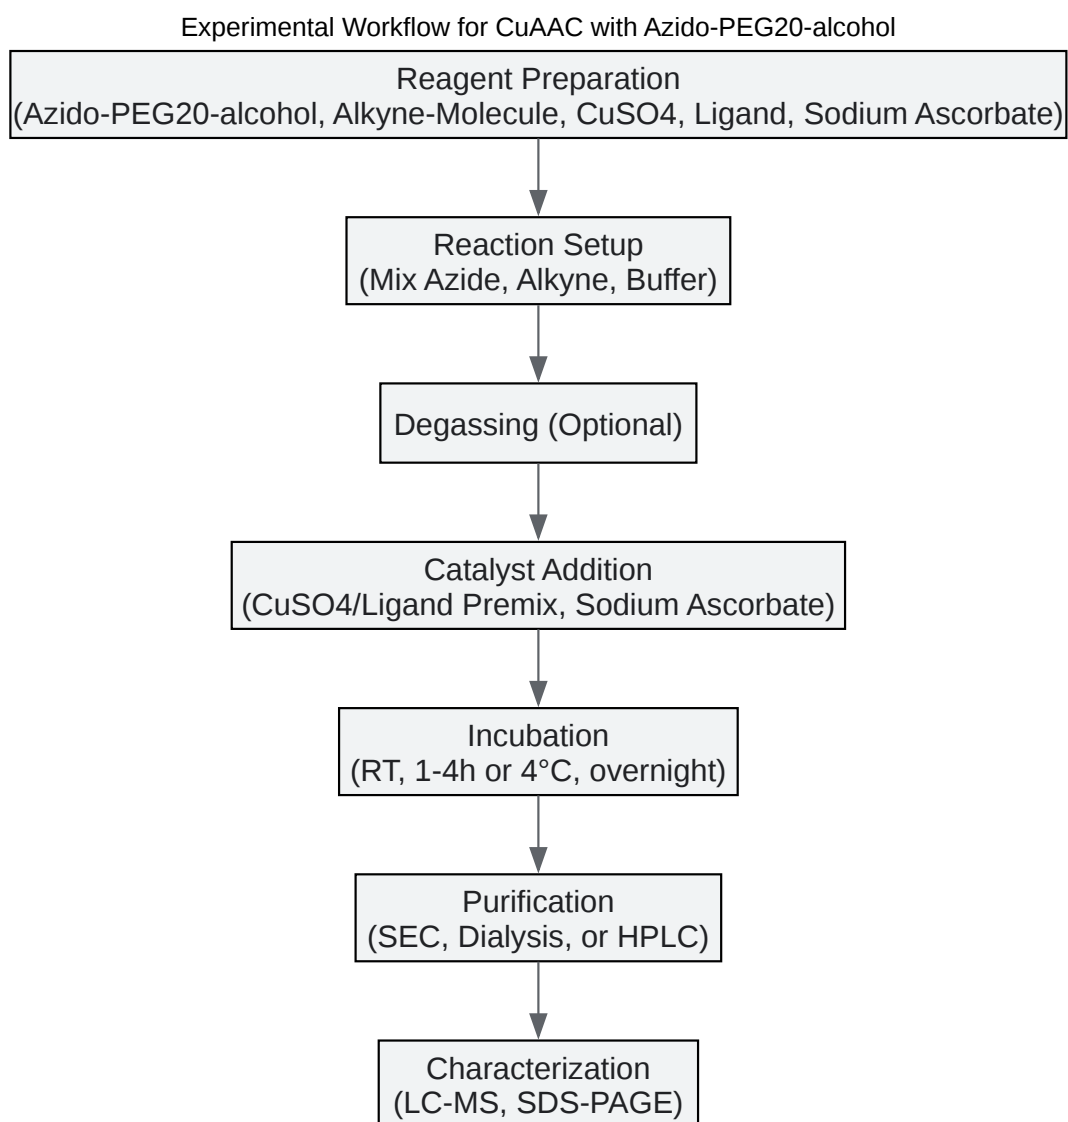 Experimental Workflow for CuAAC with Azido-PEG20-alcohol
Reagent Preparation
(Azido-PEG20-alcohol, Alkyne-Molecule, CuSO4, Ligand, Sodium Ascorbate)
Reaction Setup
(Mix Azide, Alkyne, Buffer)
Degassing (Optional)
Catalyst Addition
(CuSO4/Ligand Premix, Sodium Ascorbate)
Incubation
(RT, 1-4h or 4°C, overnight)
Purification
(SEC, Dialysis, or HPLC)
Characterization
(LC-MS, SDS-PAGE)